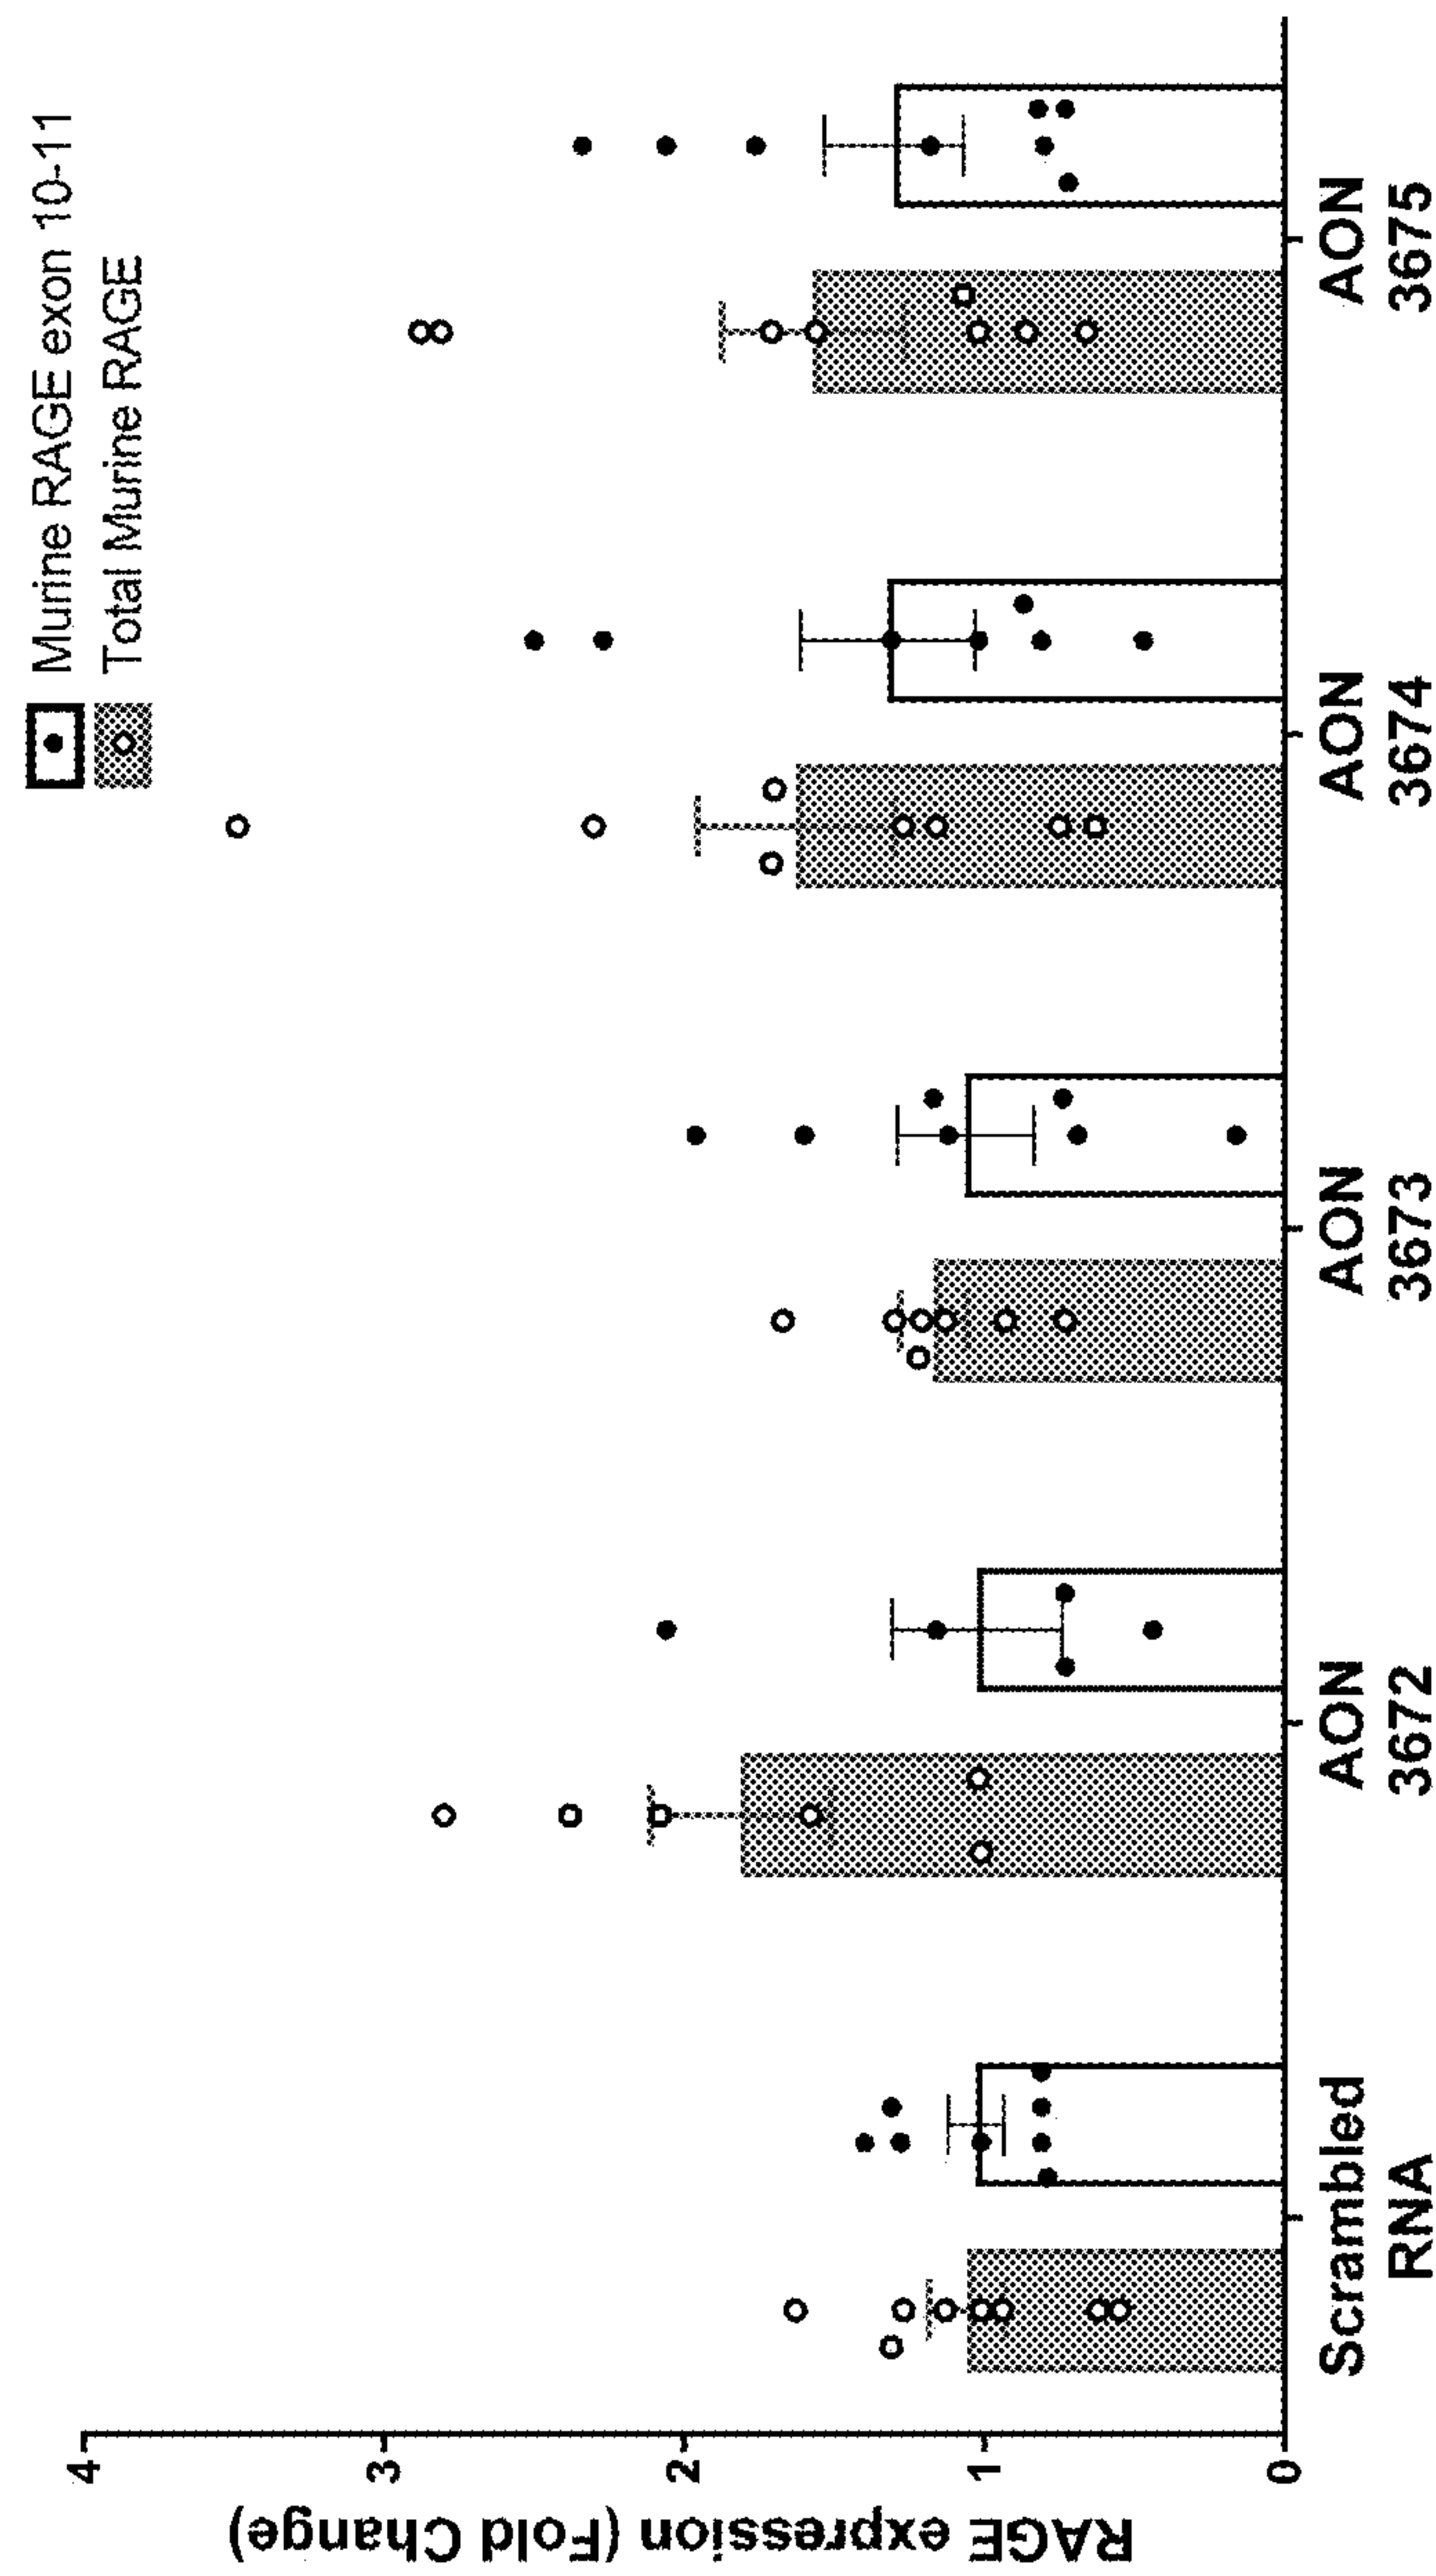 Murine RAGE exon 10-11
Total Murine RAGE
RAGE expression (Fold Change)
4
3
2
1
0
Scrambled
RNA
AON
3672
AON
3673
AON
3674
AON
3675